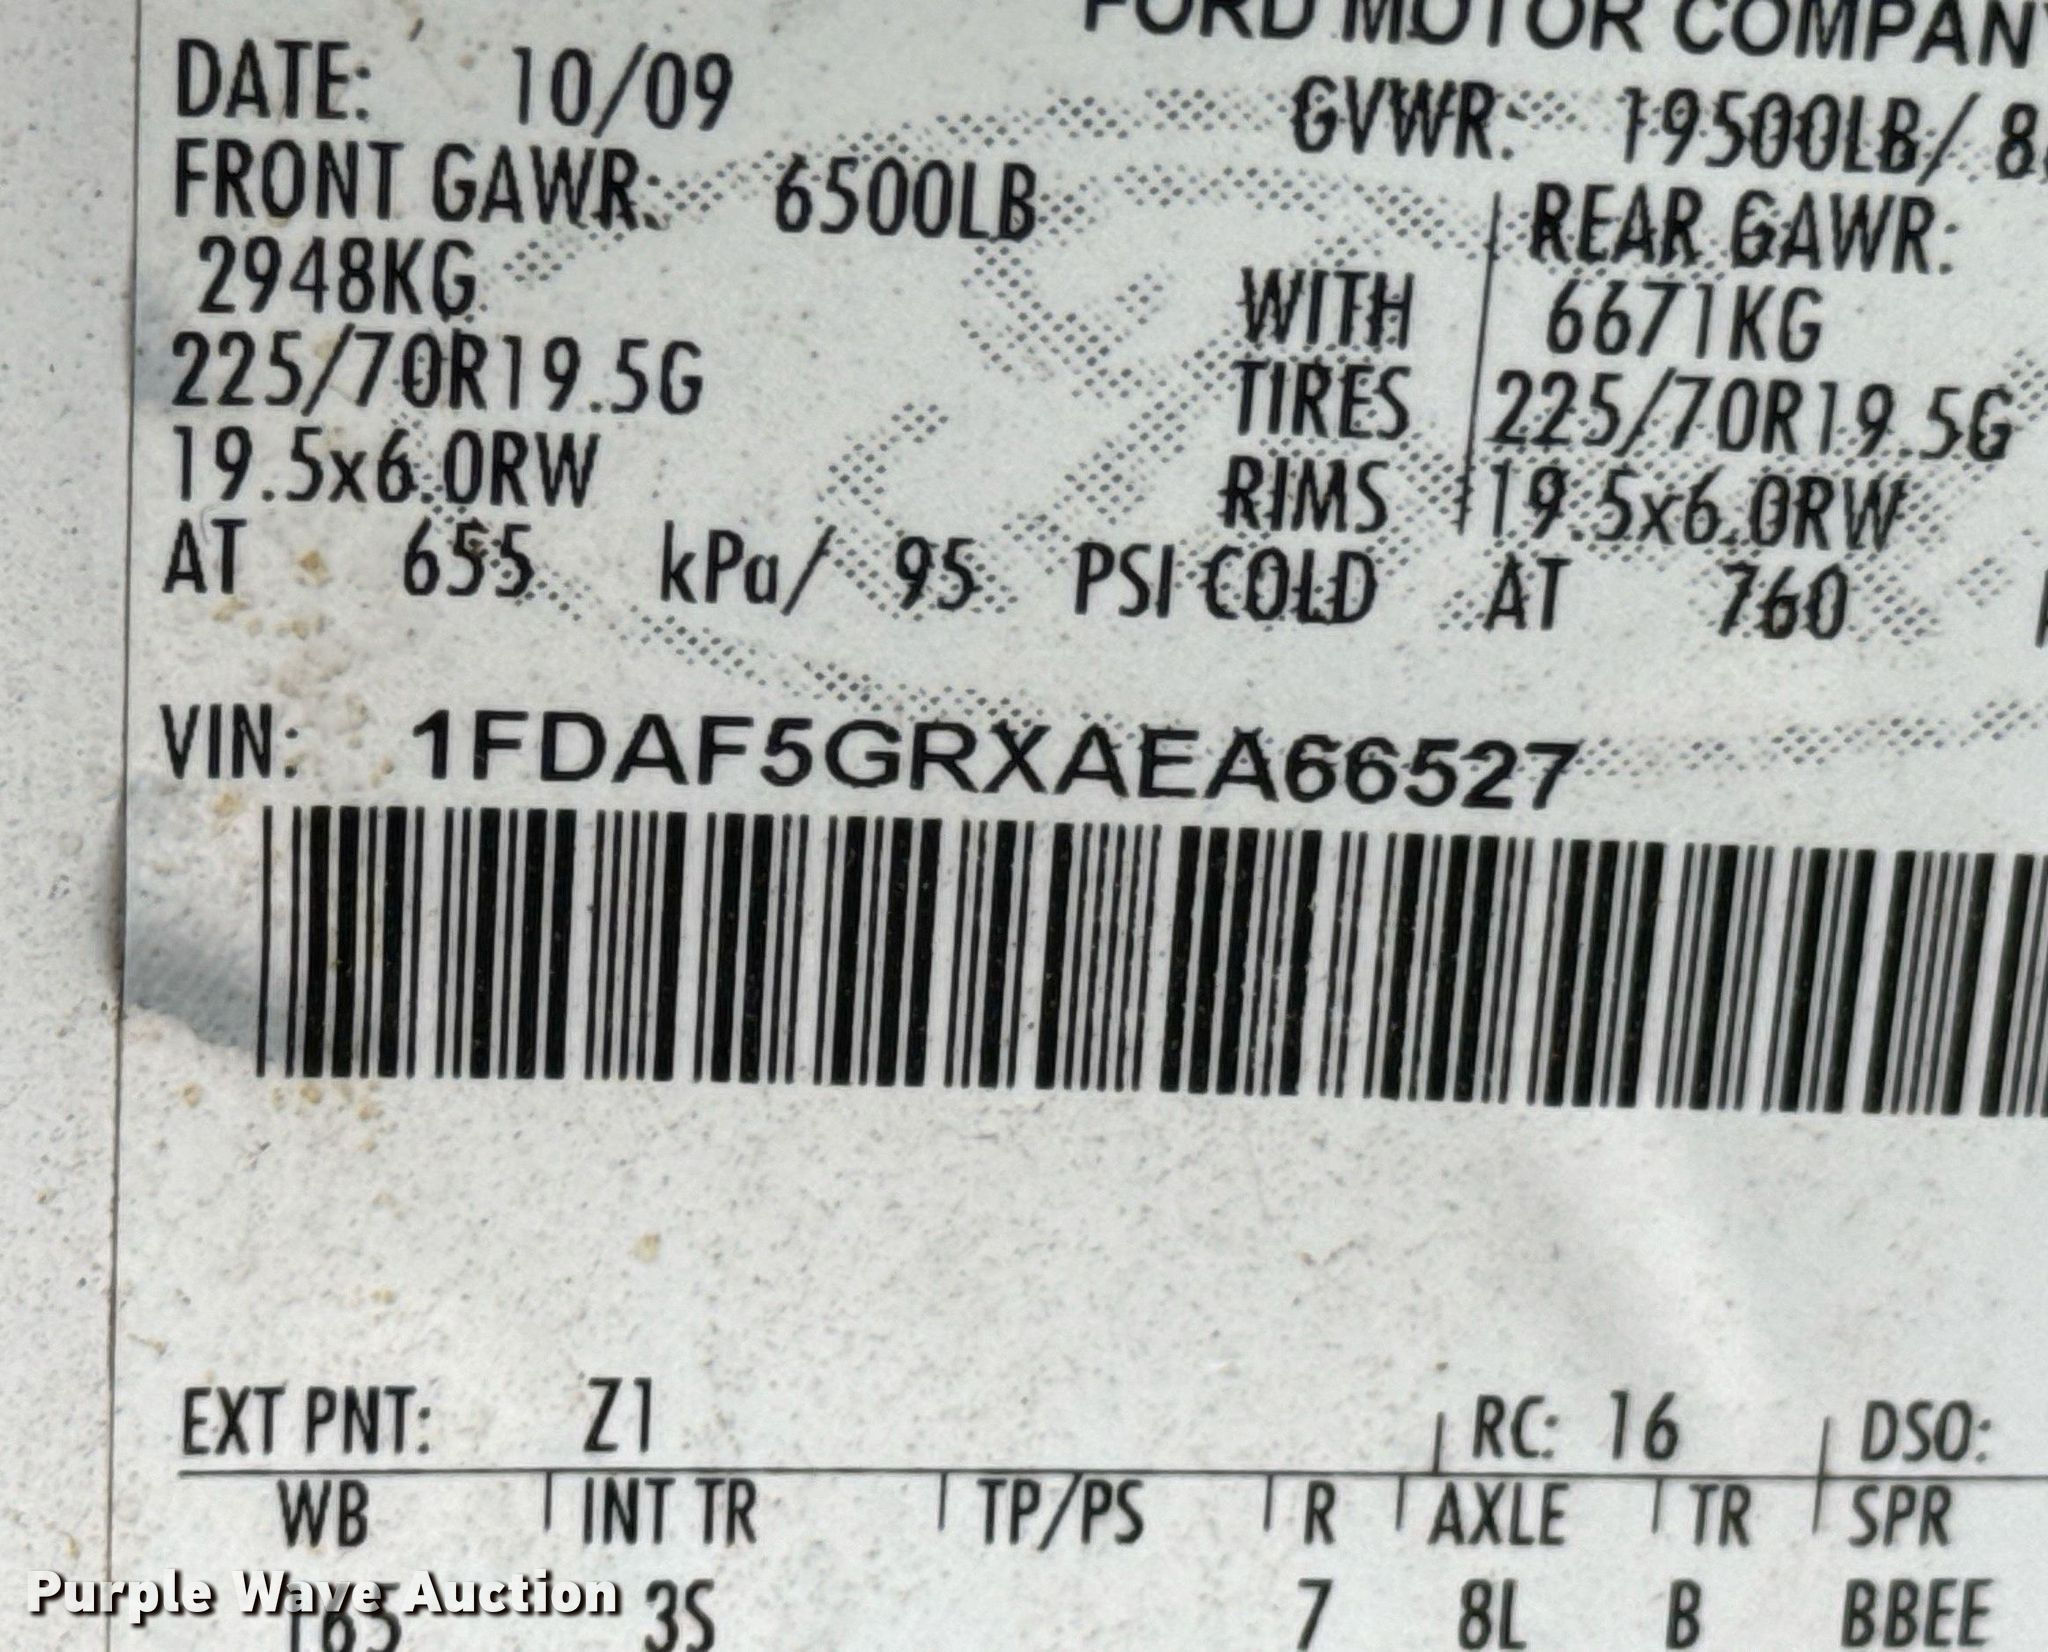 FORD MOTOR COMPANY
DATE: 10/09 GVWR: 19500LB/ 8
FRONT GAWR: 6500LB REAR GAWR:
2948KG WITH 6671KG
225/70R19.5G TIRES 225/70R19.5G
19.5x6.0RW RIMS 19.5x6.0RW
AT 655 kPa/ 95 PSI COLD AT 760
VIN: 1FDAF5GRXAEA66527
EXT PNT: Z1 RC: 16 DSO:
WB INT TR TP/PS R AXLE TR SPR
165 3S 7 8L B BBEE
Purple Wave Auction